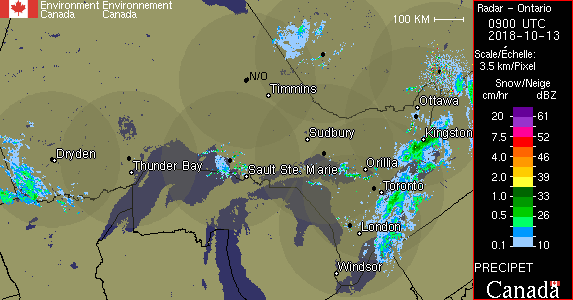 Environment Environnement
Canada Canada
100 KM
N/O
Timmins
Ottawa
Sudbury
Kingston
Dryden
Thunder Bay
Sault Ste. Marie
Orillia
Toronto
London
Windsor
Radar - Ontario
0900 UTC
2018-10-13
Scale/Échelle:
3.5 km/Pixel
Snow/Neige
cm/hr dBZ
20 61
7.5 52
4.0 46
2.0 39
1.0 33
0.5 26
0.1 10
PRECIPET
Canada